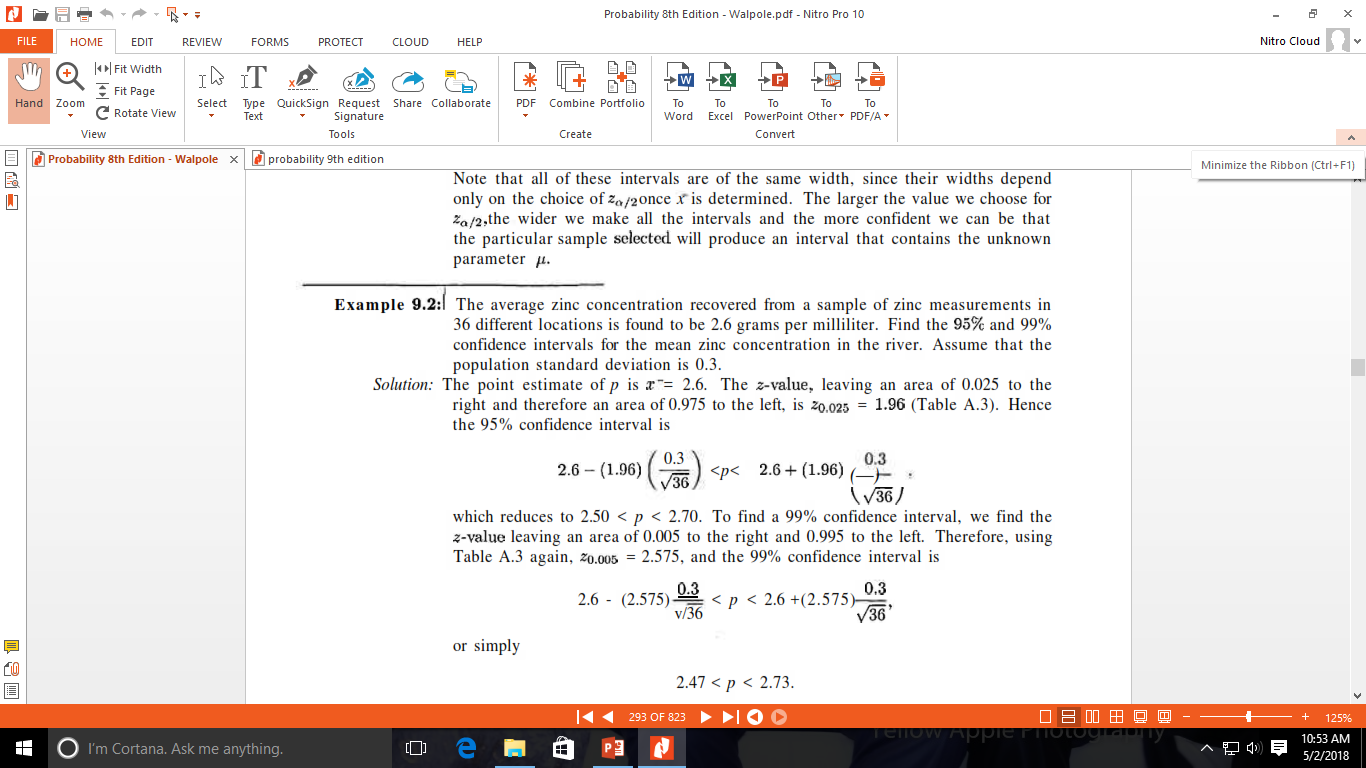 Probability 8th Edition - Walpole.pdf - Nitro Pro 10
FILE HOME EDIT REVIEW FORMS PROTECT CLOUD HELP Nitro Cloud
Hand Zoom Fit Width Fit Page Rotate View
View
Select Type Text QuickSign Request Signature Share Collaborate
Tools
PDF Combine Portfolio
Create
To Word To Excel To PowerPoint To Other To PDF/A
Convert
Probability 8th Edition - Walpole probability 9th edition
Minimize the Ribbon (Ctrl+F1)
Note that all of these intervals are of the same width, since their widths depend
only on the choice of zα/2 once x̄ is determined. The larger the value we choose for
zα/2, the wider we make all the intervals and the more confident we can be that
the particular sample selected will produce an interval that contains the unknown
parameter μ.
Example 9.2: The average zinc concentration recovered from a sample of zinc measurements in
36 different locations is found to be 2.6 grams per milliliter. Find the 95% and 99%
confidence intervals for the mean zinc concentration in the river. Assume that the
population standard deviation is 0.3.
Solution: The point estimate of p is x̄ = 2.6. The z-value, leaving an area of 0.025 to the
right and therefore an area of 0.975 to the left, is z0.025 = 1.96 (Table A.3). Hence
the 95% confidence interval is
2.6 − (1.96) (0.3/√36) <p< 2.6 + (1.96) (0.3/√36).
which reduces to 2.50 < p < 2.70. To find a 99% confidence interval, we find the
z-value leaving an area of 0.005 to the right and 0.995 to the left. Therefore, using
Table A.3 again, z0.005 = 2.575, and the 99% confidence interval is
2.6 - (2.575) 0.3/v/36 < p < 2.6 +(2.575) 0.3/√36,
or simply
2.47 < p < 2.73.
293 OF 823 125%
Yellow Apple Photography
I'm Cortana. Ask me anything.
10:53 AM
5/2/2018